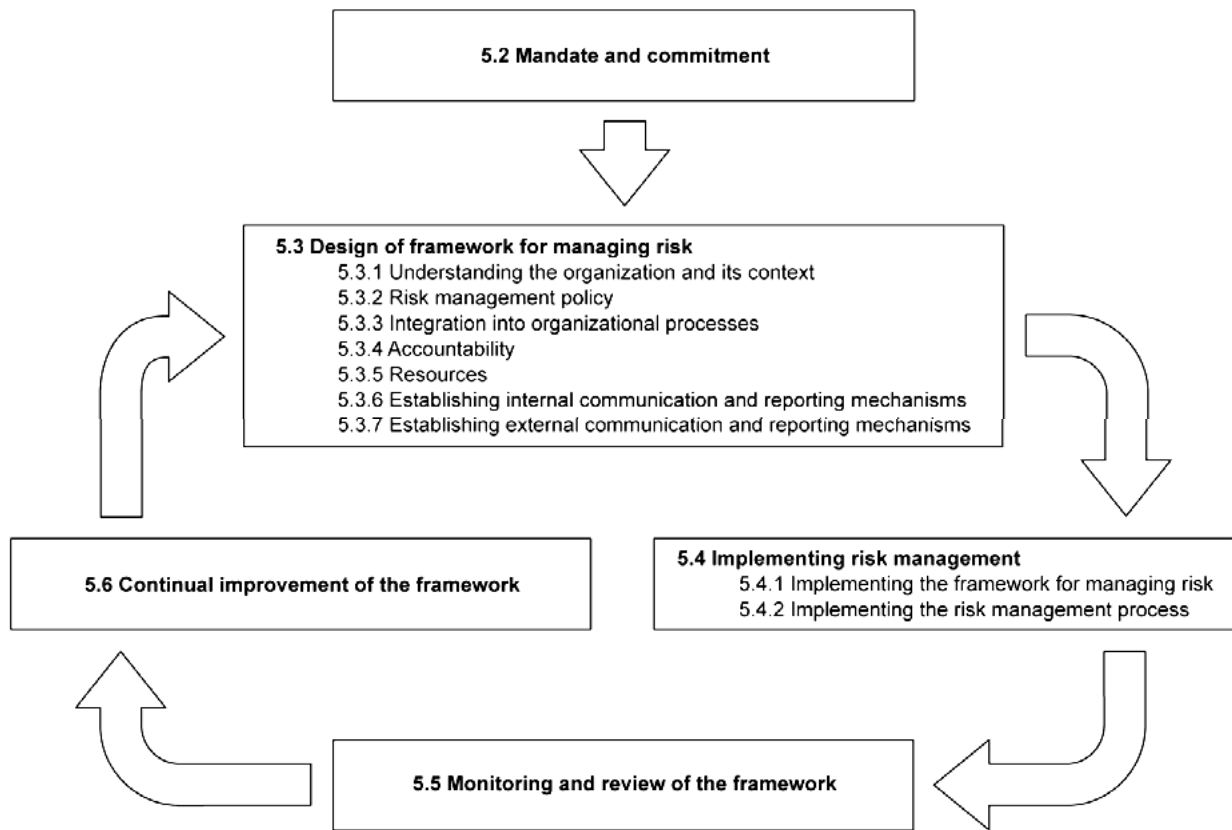 5.2 Mandate and commitment
5.3 Design of framework for managing risk
5.3.1 Understanding the organization and its context
5.3.2 Risk management policy
5.3.3 Integration into organizational processes
5.3.4 Accountability
5.3.5 Resources
5.3.6 Establishing internal communication and reporting mechanisms
5.3.7 Establishing external communication and reporting mechanisms
5.6 Continual improvement of the framework
5.4 Implementing risk management
5.4.1 Implementing the framework for managing risk
5.4.2 Implementing the risk management process
5.5 Monitoring and review of the framework